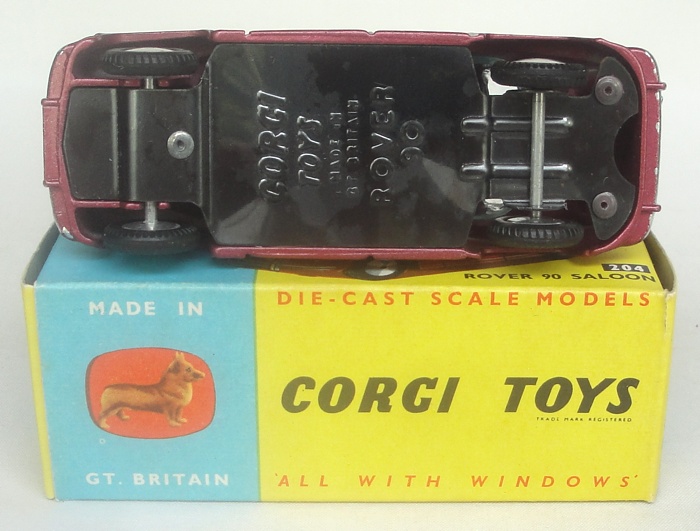 CORGI
TOYS
MADE IN
GT BRITAIN
ROVER
90
204
ROVER 90 SALOON
MADE IN
GT. BRITAIN
DIE-CAST SCALE MODELS
CORGI TOYS
TRADE MARK REGISTERED
'ALL WITH WINDOWS'